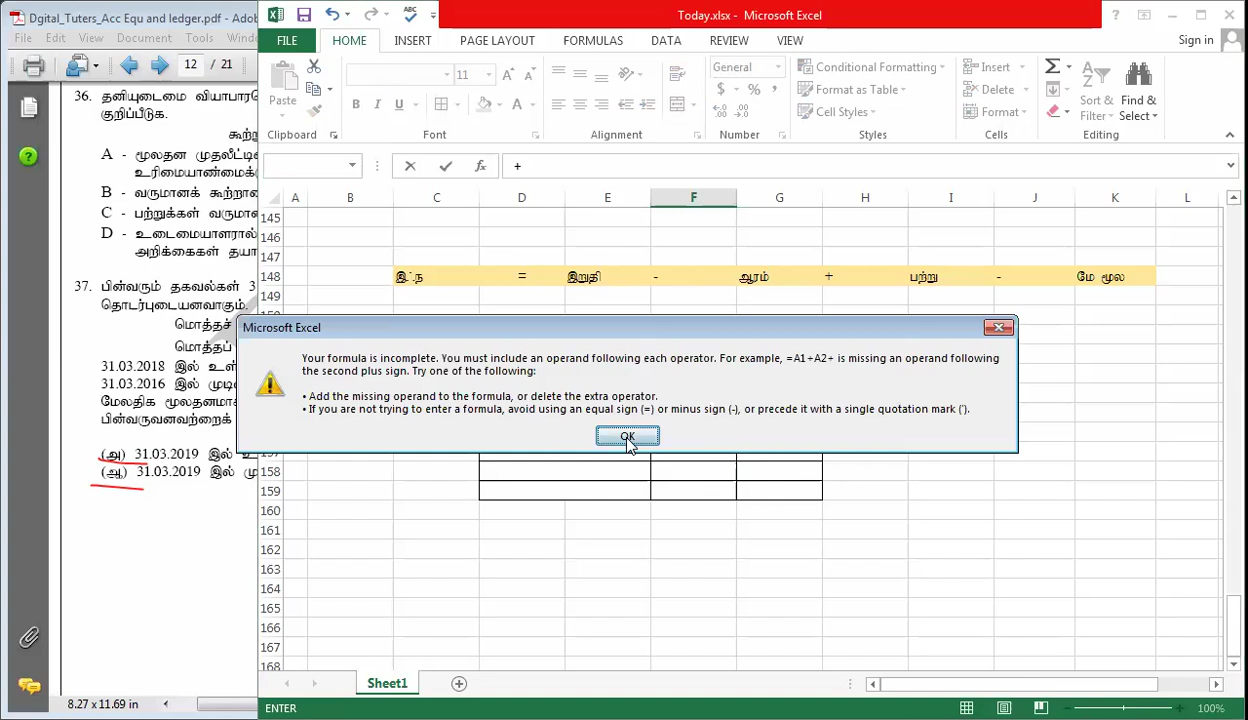 Dgital_Tuters_Acc Equ and ledger.pdf - Adob
File Edit View Document Tools Windo
12 / 21
36. தனியுடைமை வியாபார
குறிப்பீடுக.
கூற்ற
A - மூலதன முதலீட்டின்
உரிமையாண்மைக்
B - வருமானக் கூற்றா
C - பற்றுக்கள் வருமா
D - உடைமையாளரால்
அறிக்கைகள் தயா
37. பின்வரும் தகவல்கள் 3
தொடர்புடையனவாகும்.
மொத்தச்
மொத்தப்
31.03.2018 இல் உள்
31.03.2016 இல் முடி
மேலதிக மூலதனமா
பின்வருவனவற்றைக்
(அ) 31.03.2019 இல் உ
(ஆ) 31.03.2019 இல் மு
8.27 x 11.69 in
Today.xlsx - Microsoft Excel
FILE HOME INSERT PAGE LAYOUT FORMULAS DATA REVIEW VIEW Sign in
Paste
11
General
Conditional Formatting
Format as Table
Cell Styles
Insert
Delete
Format
Sort & Filter
Find & Select
Clipboard Font Alignment Number Styles Cells Editing
fx +
A B C D E F G H I J K L
145
146
147
148 இ்.ந = இறுதி - ஆரம் + பற்று - மே மூல
149
Microsoft Excel
Your formula is incomplete. You must include an operand following each operator. For example, =A1+A2+ is missing an operand following
the second plus sign. Try one of the following:
• Add the missing operand to the formula, or delete the extra operator.
• If you are not trying to enter a formula, avoid using an equal sign (=) or minus sign (-), or precede it with a single quotation mark (').
OK
158
159
160
161
162
163
164
165
166
167
168
Sheet1
ENTER
100%